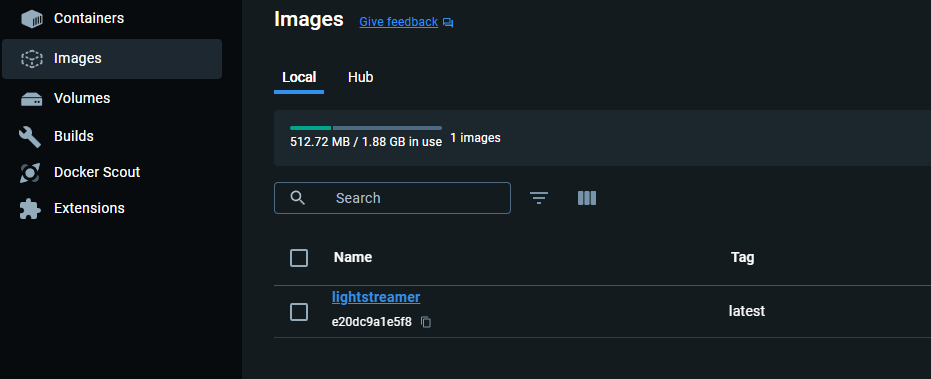 Containers
Images
Volumes
Builds
Docker Scout
Extensions
Images Give feedback
Local Hub
512.72 MB / 1.88 GB in use 1 images
Search
Name Tag
lightstreamer
e20dc9a1e5f8
latest